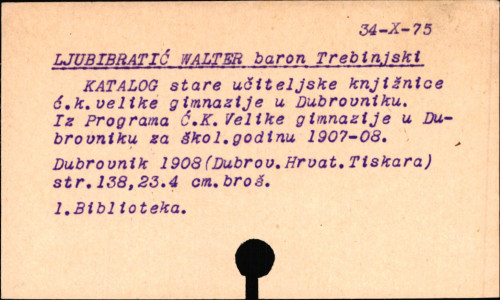 34-X-75
LJUBIBRATIĆ WALTER baron Trebinjski
KATALOG stare učiteljske knjižnice
ć.k.velike gimnazije u Dubrovniku.
Iz Programa Ć.K.Velike gimnazije u Du-
brovniku za škol.godinu 1907-08.
Dubrovnik 1908(Dubrov.Hrvat.Tiskara)
str.138,23.4 cm.broš.
1.Biblioteka.